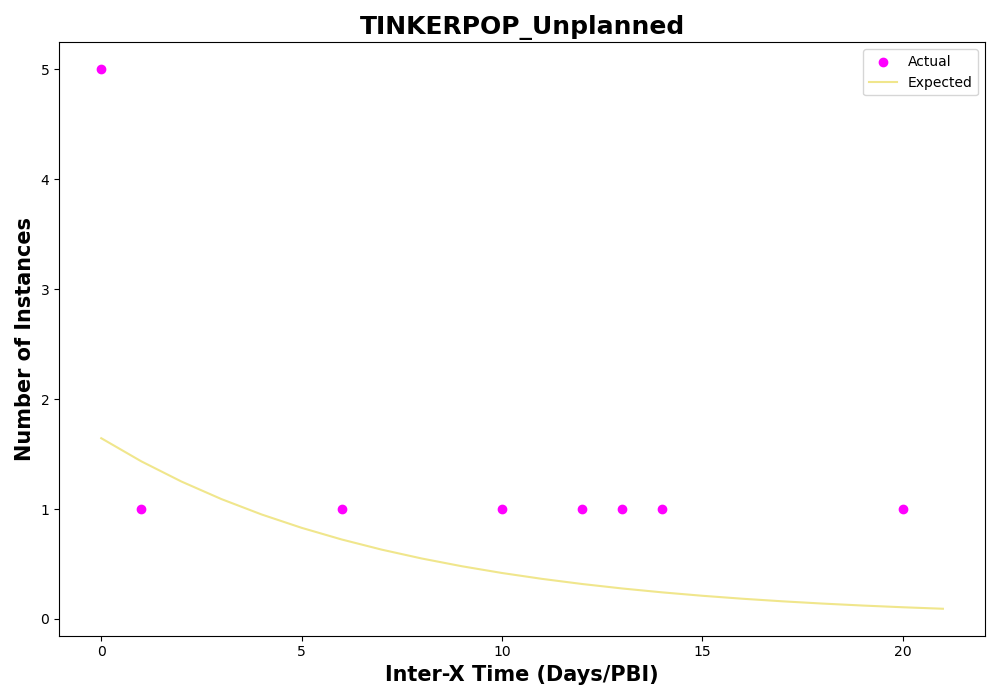 TINKERPOP_Unplanned
Actual
Expected
Number of Instances
5
4
3
2
1
0
0
5
10
15
20
Inter-X Time (Days/PBI)